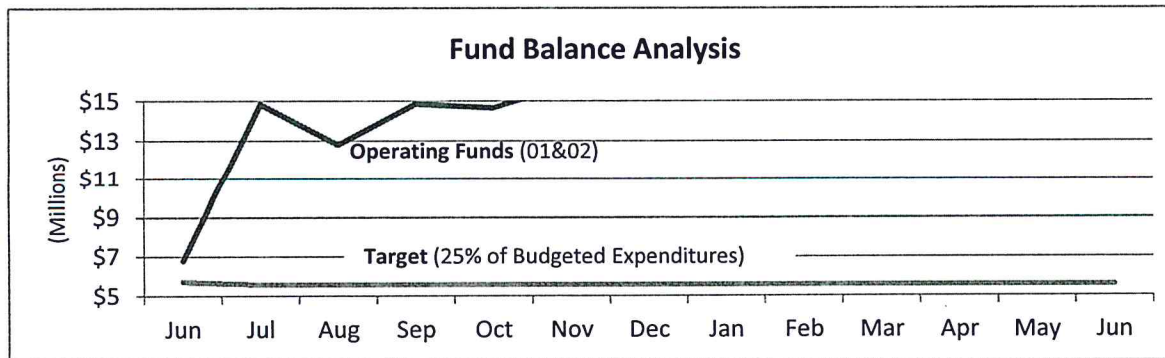 Fund Balance Analysis
$15
$13
$11
$9
$7
$5
(Millions)
Operating Funds (01&02)
Target (25% of Budgeted Expenditures)
Jun Jul Aug Sep Oct Nov Dec Jan Feb Mar Apr May Jun